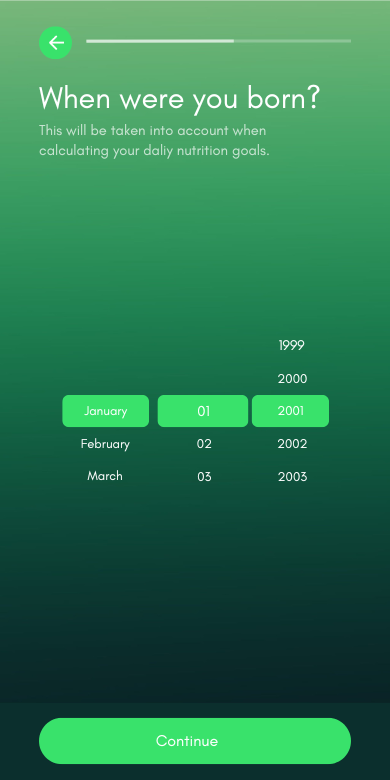 When were you born?
This will be taken into account when
calculating your daliy nutrition goals.
1999
2000
January 01 2001
February 02 2002
March 03 2003
Continue